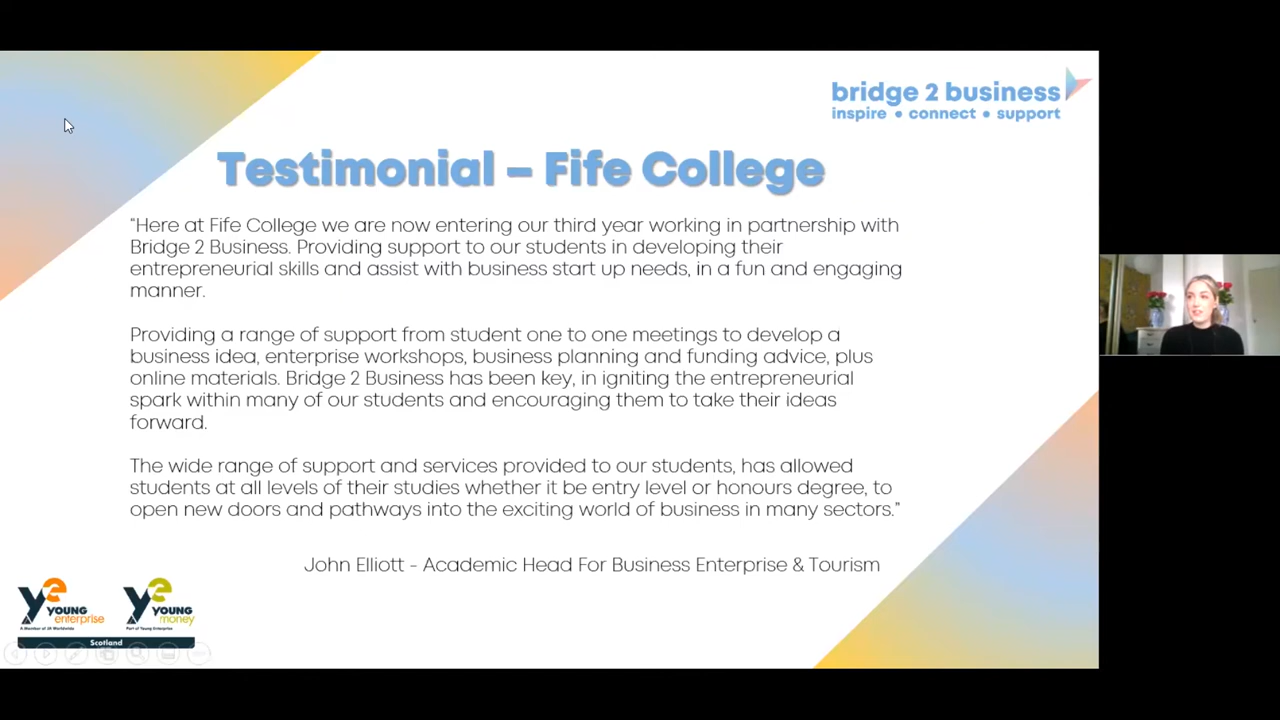 bridge 2 business
inspire • connect • support
Testimonial – Fife College
“Here at Fife College we are now entering our third year working in partnership with
Bridge 2 Business. Providing support to our students in developing their
entrepreneurial skills and assist with business start up needs, in a fun and engaging
manner.
Providing a range of support from student one to one meetings to develop a
business idea, enterprise workshops, business planning and funding advice, plus
online materials. Bridge 2 Business has been key, in igniting the entrepreneurial
spark within many of our students and encouraging them to take their ideas
forward.
The wide range of support and services provided to our students, has allowed
students at all levels of their studies whether it be entry level or honours degree, to
open new doors and pathways into the exciting world of business in many sectors.”
John Elliott - Academic Head For Business Enterprise & Tourism
ye YOUNG enterprise
A Member of JA Worldwide
ye YOUNG money
Part of Young Enterprise
Scotland